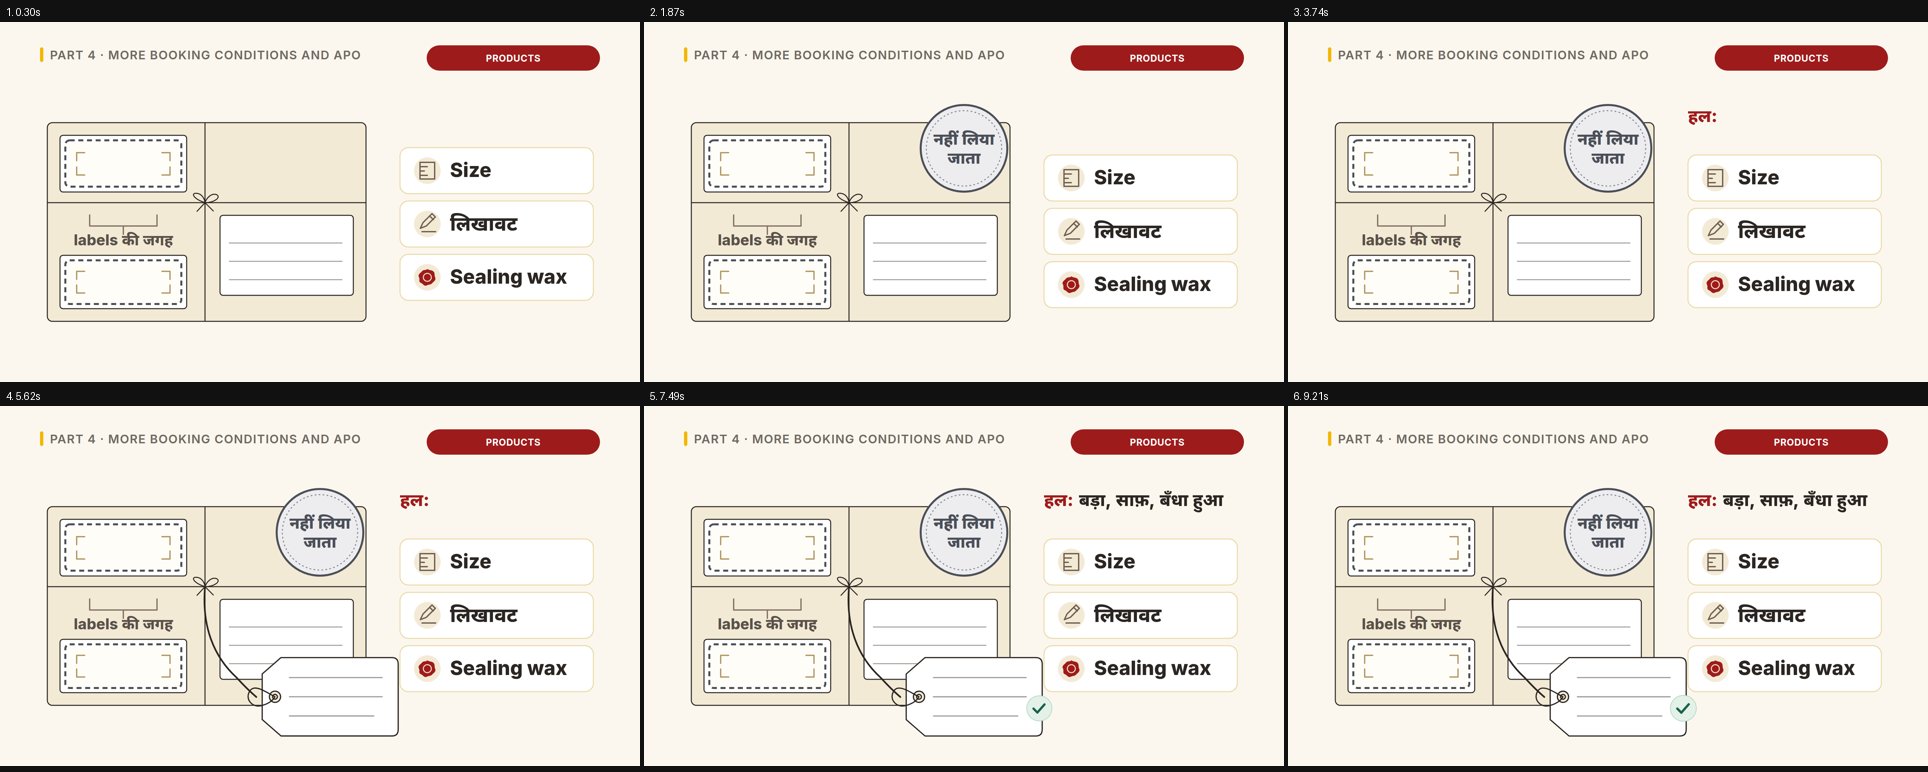 1. 0.30s
PART 4 · MORE BOOKING CONDITIONS AND APO
PRODUCTS
labels की जगह
Size
लिखावट
Sealing wax
2. 1.87s
PART 4 · MORE BOOKING CONDITIONS AND APO
PRODUCTS
नहीं लिया
जाता
labels की जगह
Size
लिखावट
Sealing wax
3. 3.74s
PART 4 · MORE BOOKING CONDITIONS AND APO
PRODUCTS
नहीं लिया
जाता
labels की जगह
हल:
Size
लिखावट
Sealing wax
4. 5.62s
PART 4 · MORE BOOKING CONDITIONS AND APO
PRODUCTS
नहीं लिया
जाता
labels की जगह
हल:
Size
लिखावट
Sealing wax
5. 7.49s
PART 4 · MORE BOOKING CONDITIONS AND APO
PRODUCTS
नहीं लिया
जाता
labels की जगह
हल: बड़ा, साफ़, बँधा हुआ
Size
लिखावट
Sealing wax
6. 9.21s
PART 4 · MORE BOOKING CONDITIONS AND APO
PRODUCTS
नहीं लिया
जाता
labels की जगह
हल: बड़ा, साफ़, बँधा हुआ
Size
लिखावट
Sealing wax